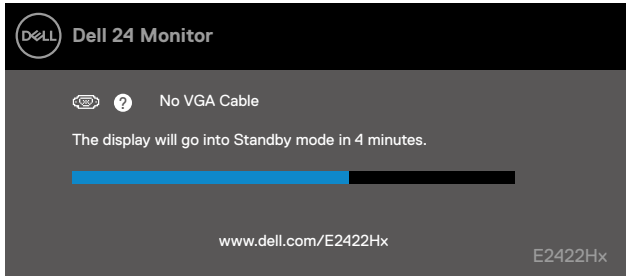 DELL
Dell 24 Monitor
? No VGA Cable
The display will go into Standby mode in 4 minutes.
www.dell.com/E2422Hx
E2422Hx